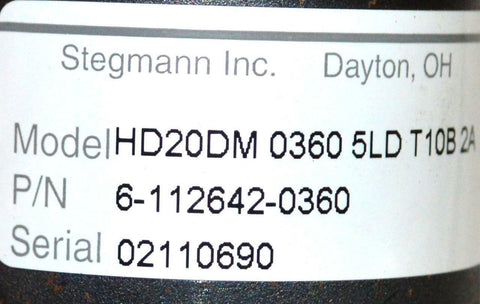 Stegmann Inc. Dayton, OH
Model HD20DM 0360 5LD T10B 2A
P/N 6-112642-0360
Serial 02110690